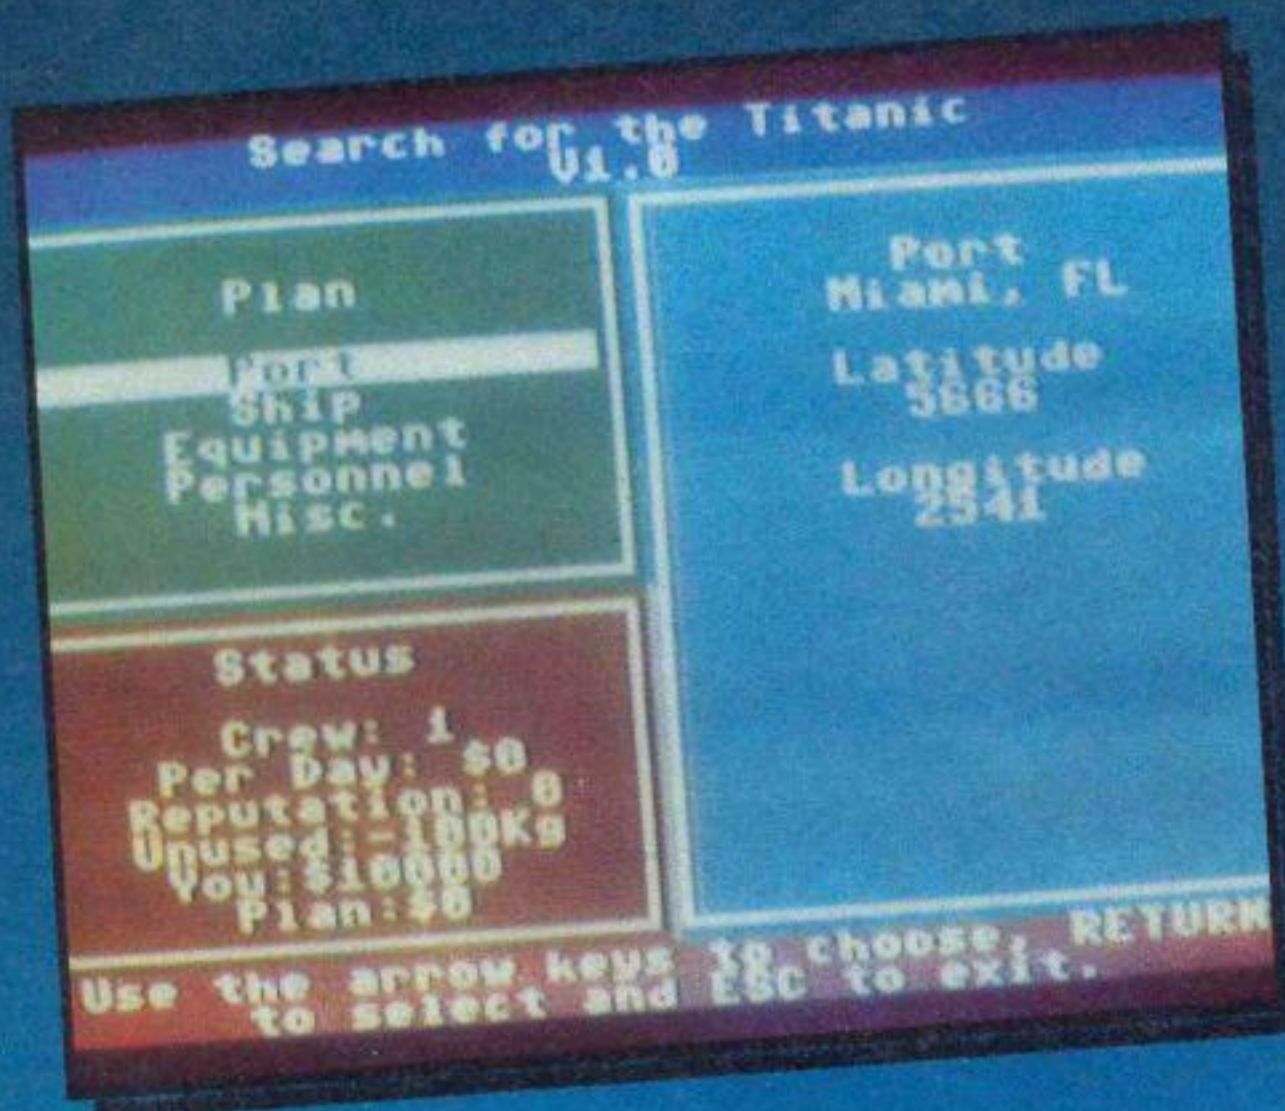 Search for the Titanic
V1.0
Plan
Port
Ship
Equipment
Personnel
Misc.
Status
Crew: 1
Per Day: $0
Reputation: 0
Unused:-100Kg
You:$10000
Plan:$0
Port
Miami, FL
Latitude
5666
Longitude
2541
Use the arrow keys to choose, RETURN
to select and ESC to exit.